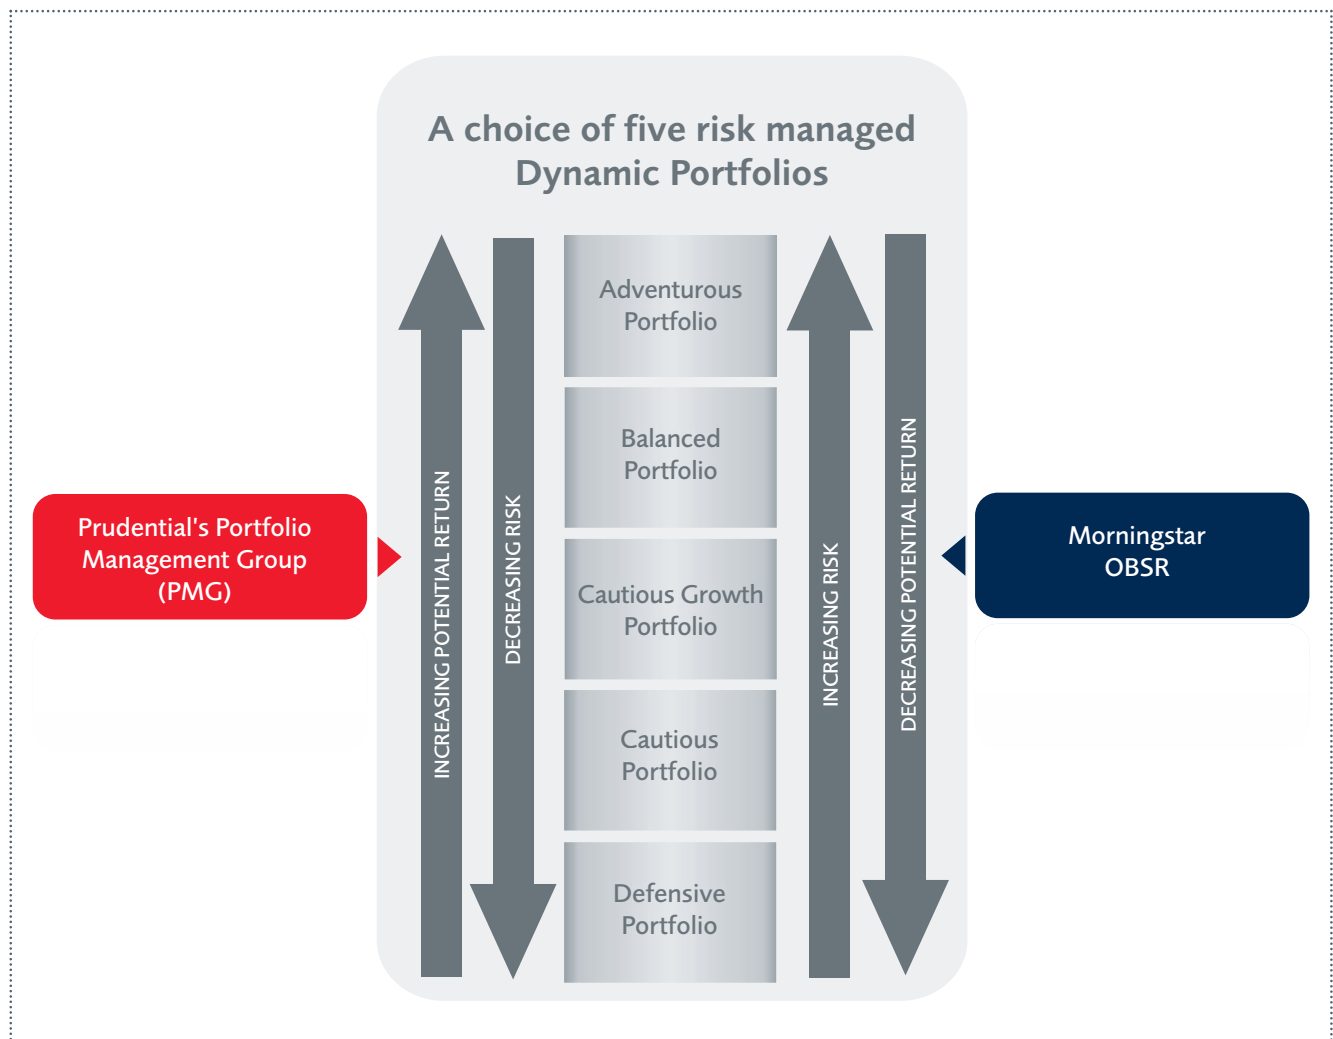 A choice of five risk managed
Dynamic Portfolios
Prudential's Portfolio
Management Group
(PMG)
INCREASING POTENTIAL RETURN
DECREASING RISK
Adventurous
Portfolio
Balanced
Portfolio
Cautious Growth
Portfolio
Cautious
Portfolio
Defensive
Portfolio
INCREASING RISK
DECREASING POTENTIAL RETURN
Morningstar
OBSR